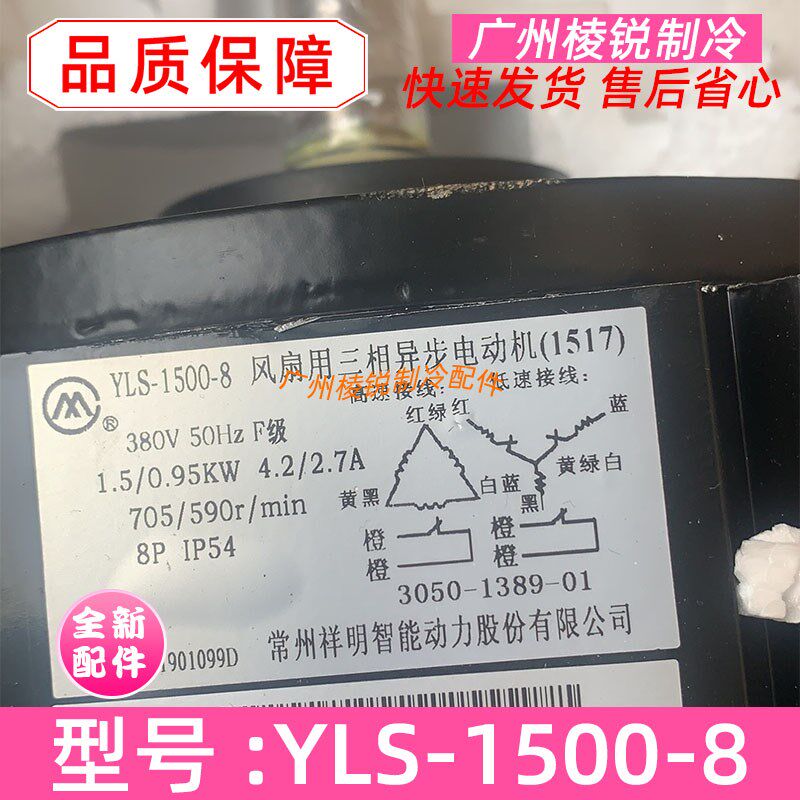 品质保障
广州棱锐制冷
快速发货 售后省心
YLS-1500-8 风扇用三相异步电动机(1517)
广州棱锐制冷配件
高速接线： 低速接线：
®
380V 50Hz F级
红绿 红 蓝
1.5/0.95KW 4.2/2.7A
黄绿白
705/590r/min
黄黑 白蓝 黑
8P IP54
橙 橙
橙 橙
3050-1389-01
1901099D 常州祥明智能动力股份有限公司
全新
配件
型号:YLS-1500-8